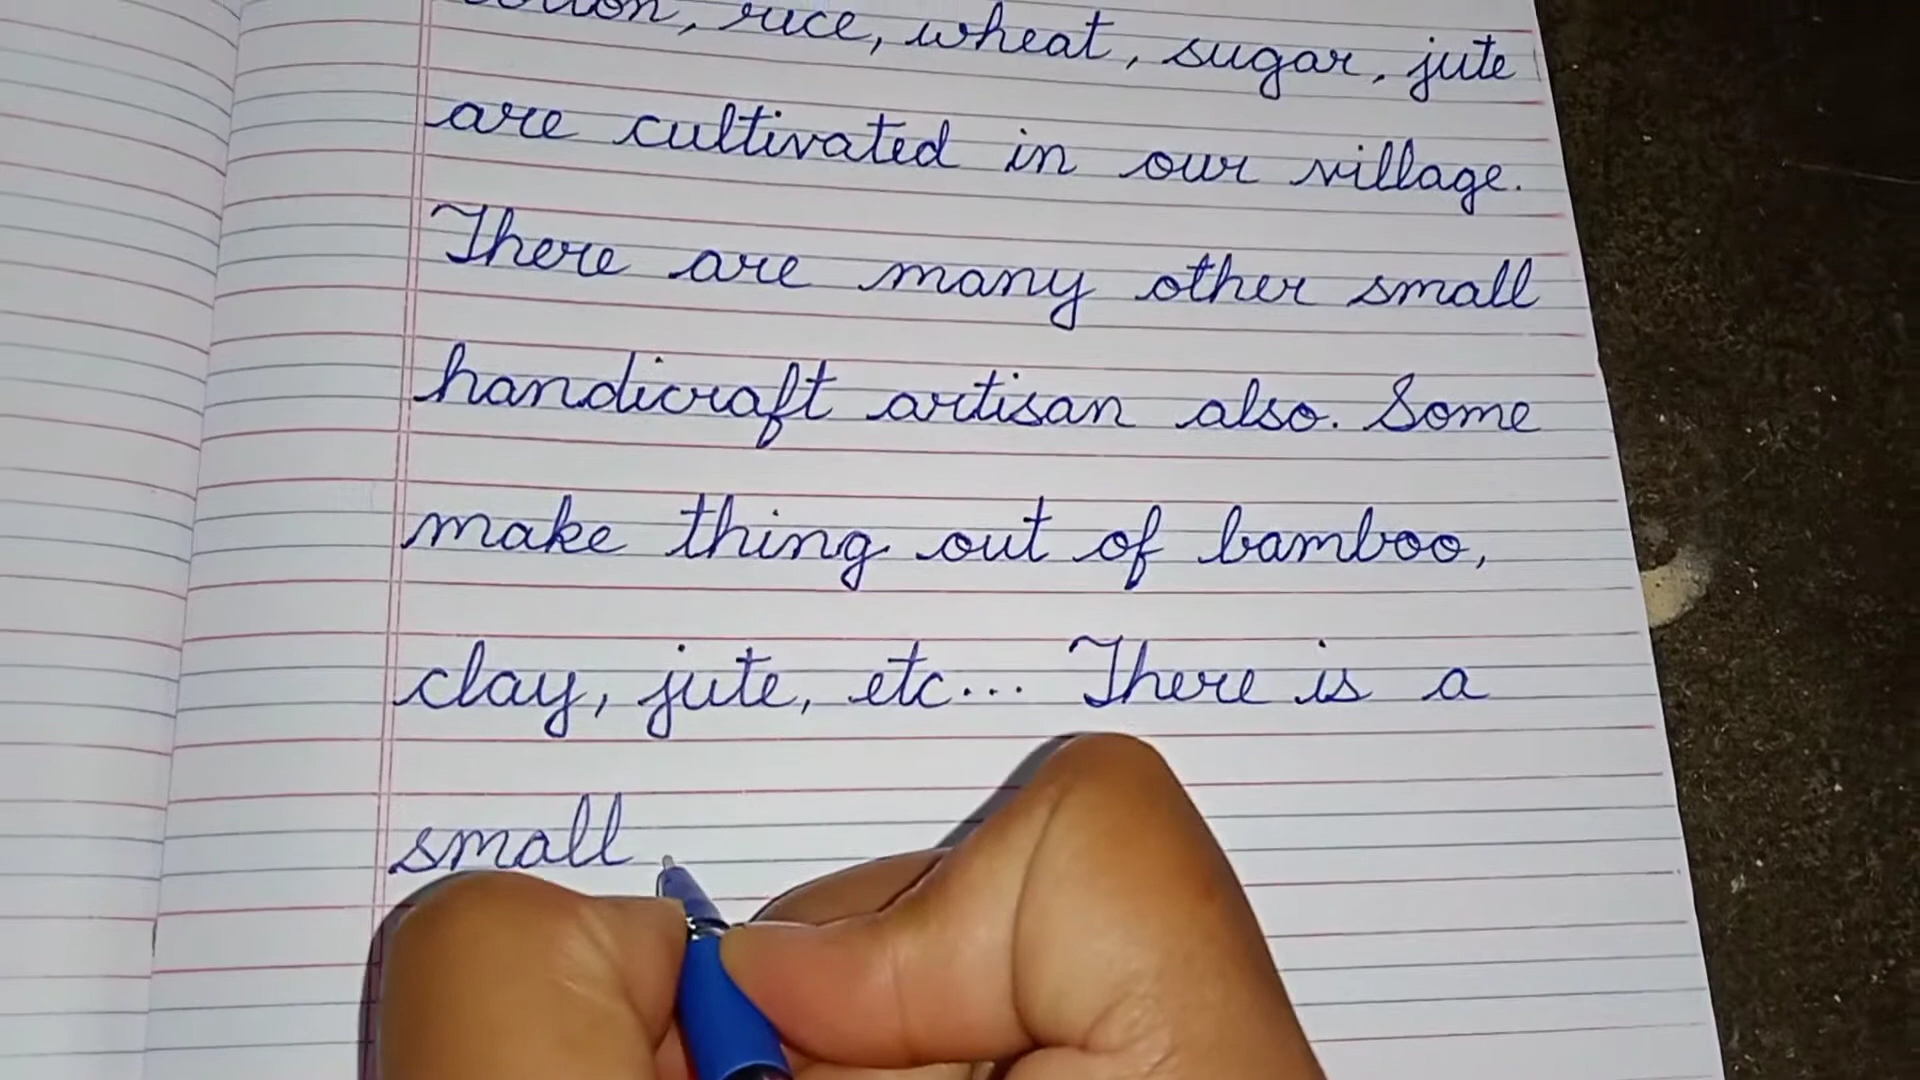 cotton, rice, wheat, sugar, jute
are cultivated in our village.
There are many other small
handicraft artisan also. Some
make thing out of bamboo,
clay, jute, etc... There is a
small